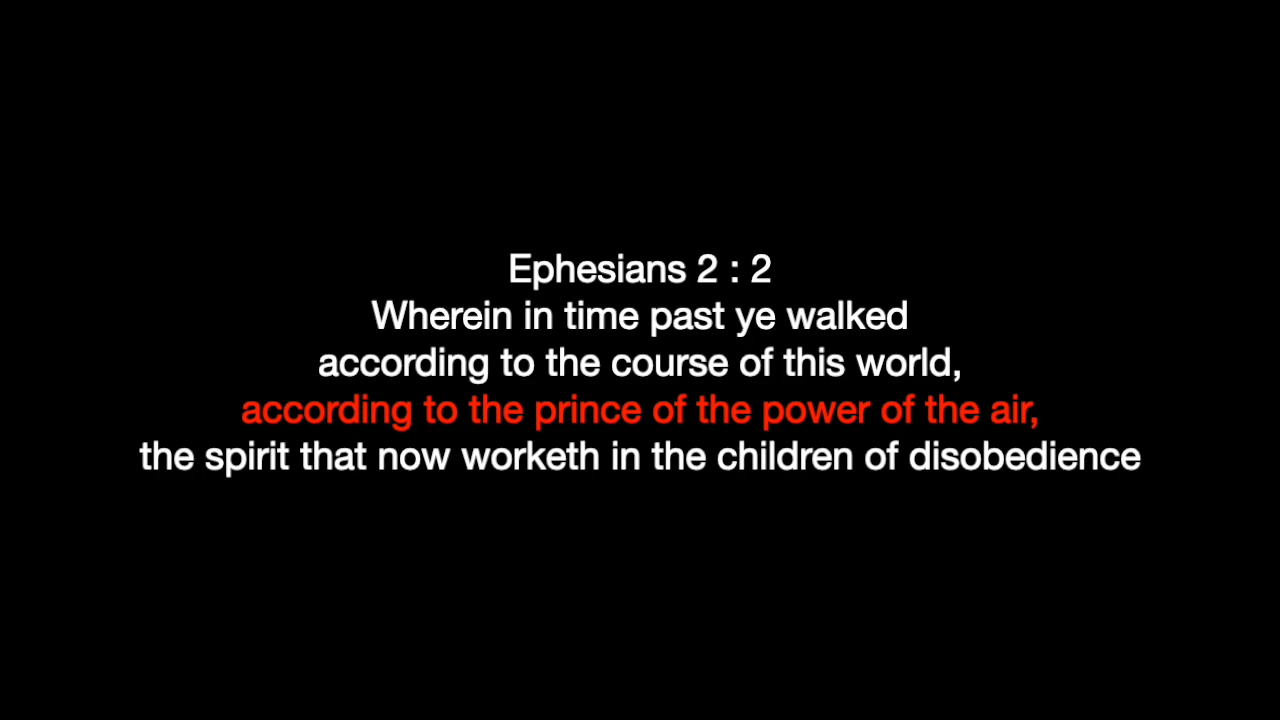 Ephesians 2 : 2
Wherein in time past ye walked
according to the course of this world,
according to the prince of the power of the air,
the spirit that now worketh in the children of disobedience